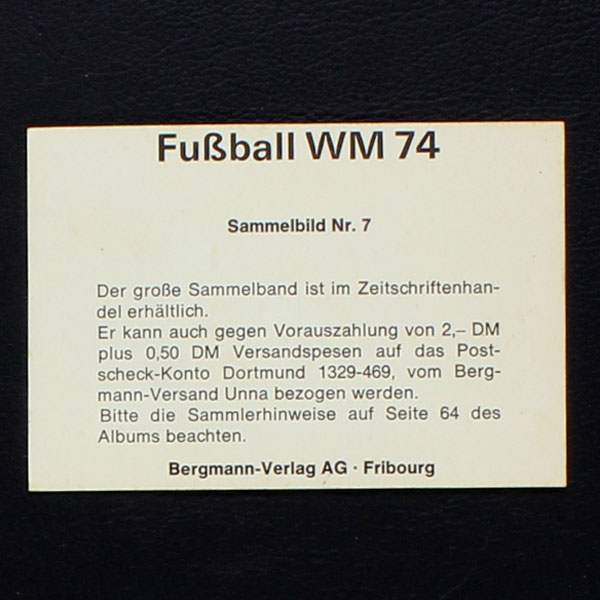 Fußball WM 74
Sammelbild Nr. 7
Der große Sammelband ist im Zeitschriftenhan-
del erhältlich.
Er kann auch gegen Vorauszahlung von 2,– DM
plus 0,50 DM Versandspesen auf das Post-
scheck-Konto Dortmund 1329-469, vom Berg-
mann-Versand Unna bezogen werden.
Bitte die Sammlerhinweise auf Seite 64 des
Albums beachten.
Bergmann-Verlag AG · Fribourg